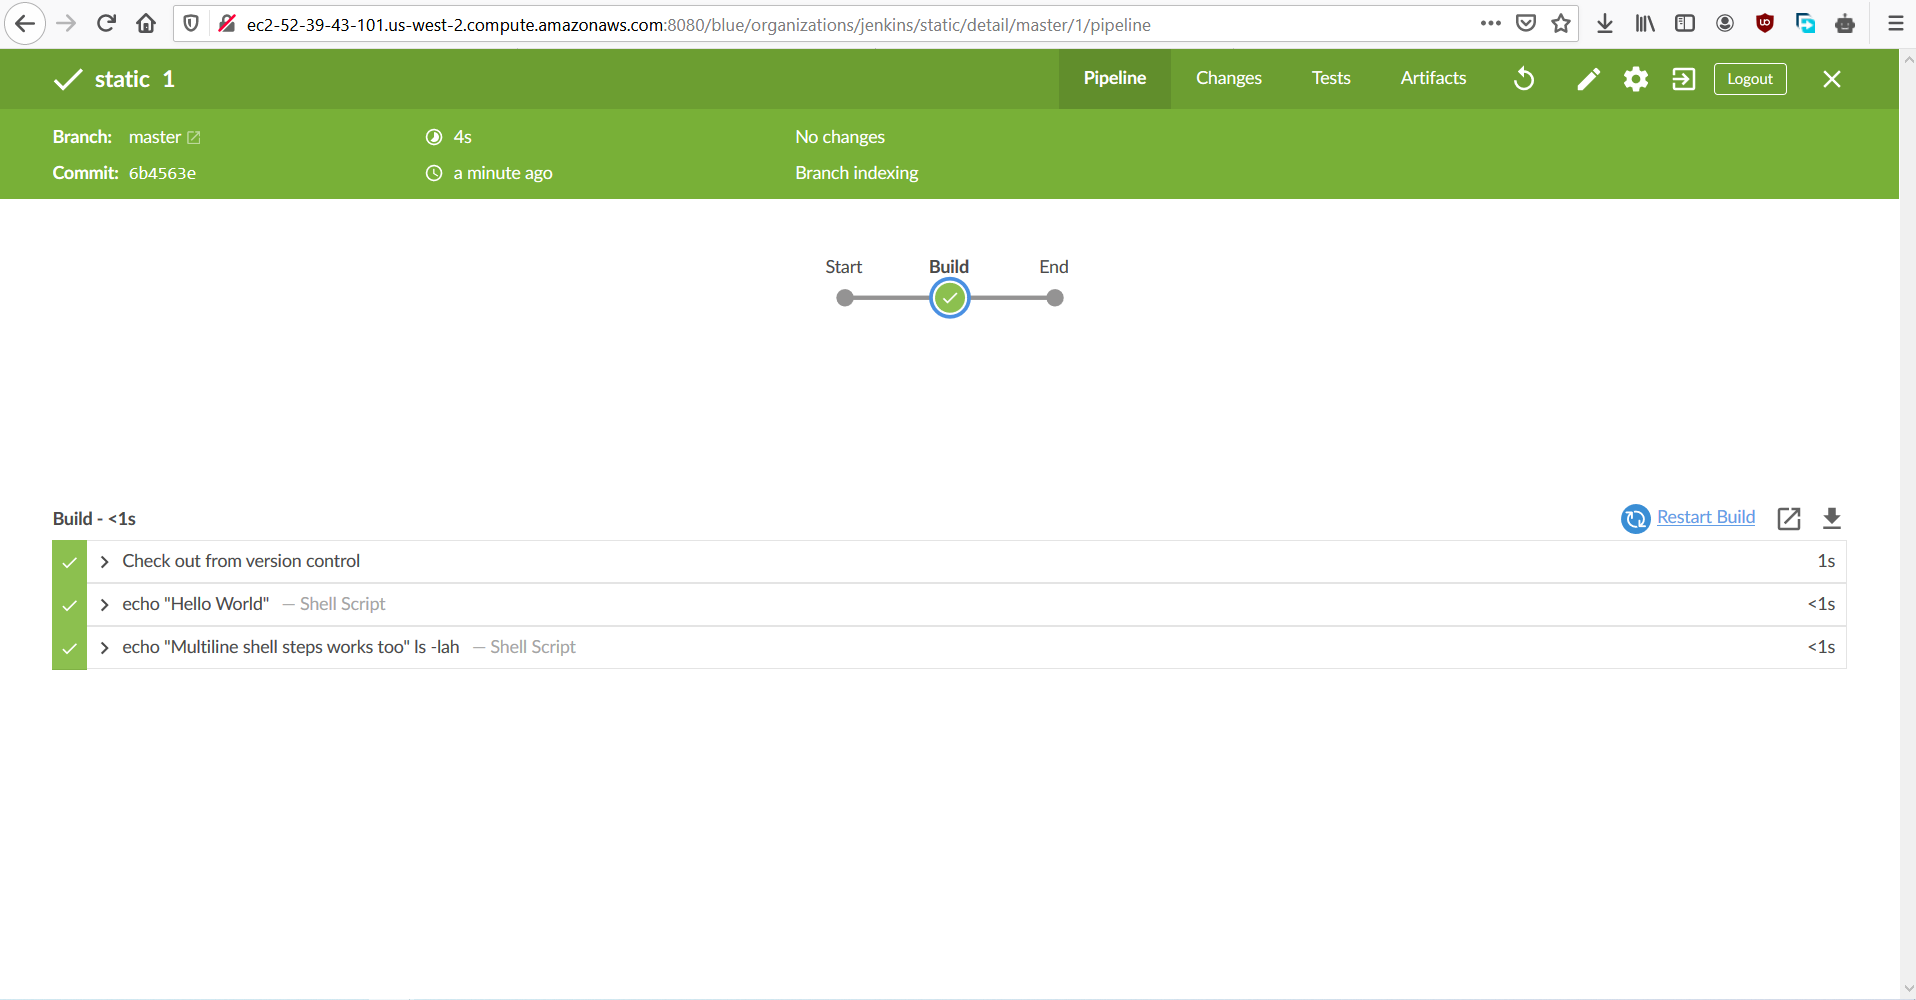 ec2-52-39-43-101.us-west-2.compute.amazonaws.com:8080/blue/organizations/jenkins/static/detail/master/1/pipeline
static 1
Pipeline Changes Tests Artifacts Logout
Branch: master 4s No changes
Commit: 6b4563e a minute ago Branch indexing
Start Build End
Build - <1s Restart Build
Check out from version control 1s
echo "Hello World" — Shell Script <1s
echo "Multiline shell steps works too" ls -lah — Shell Script <1s